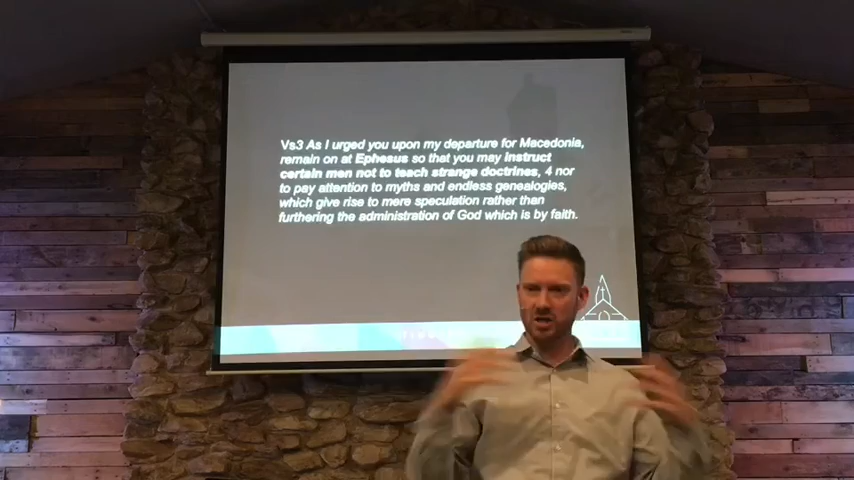 Vs3 As I urged you upon my departure for Macedonia,
remain on at Ephesus so that you may instruct
certain men not to teach strange doctrines, 4 nor
to pay attention to myths and endless genealogies,
which give rise to mere speculation rather than
furthering the administration of God which is by faith.